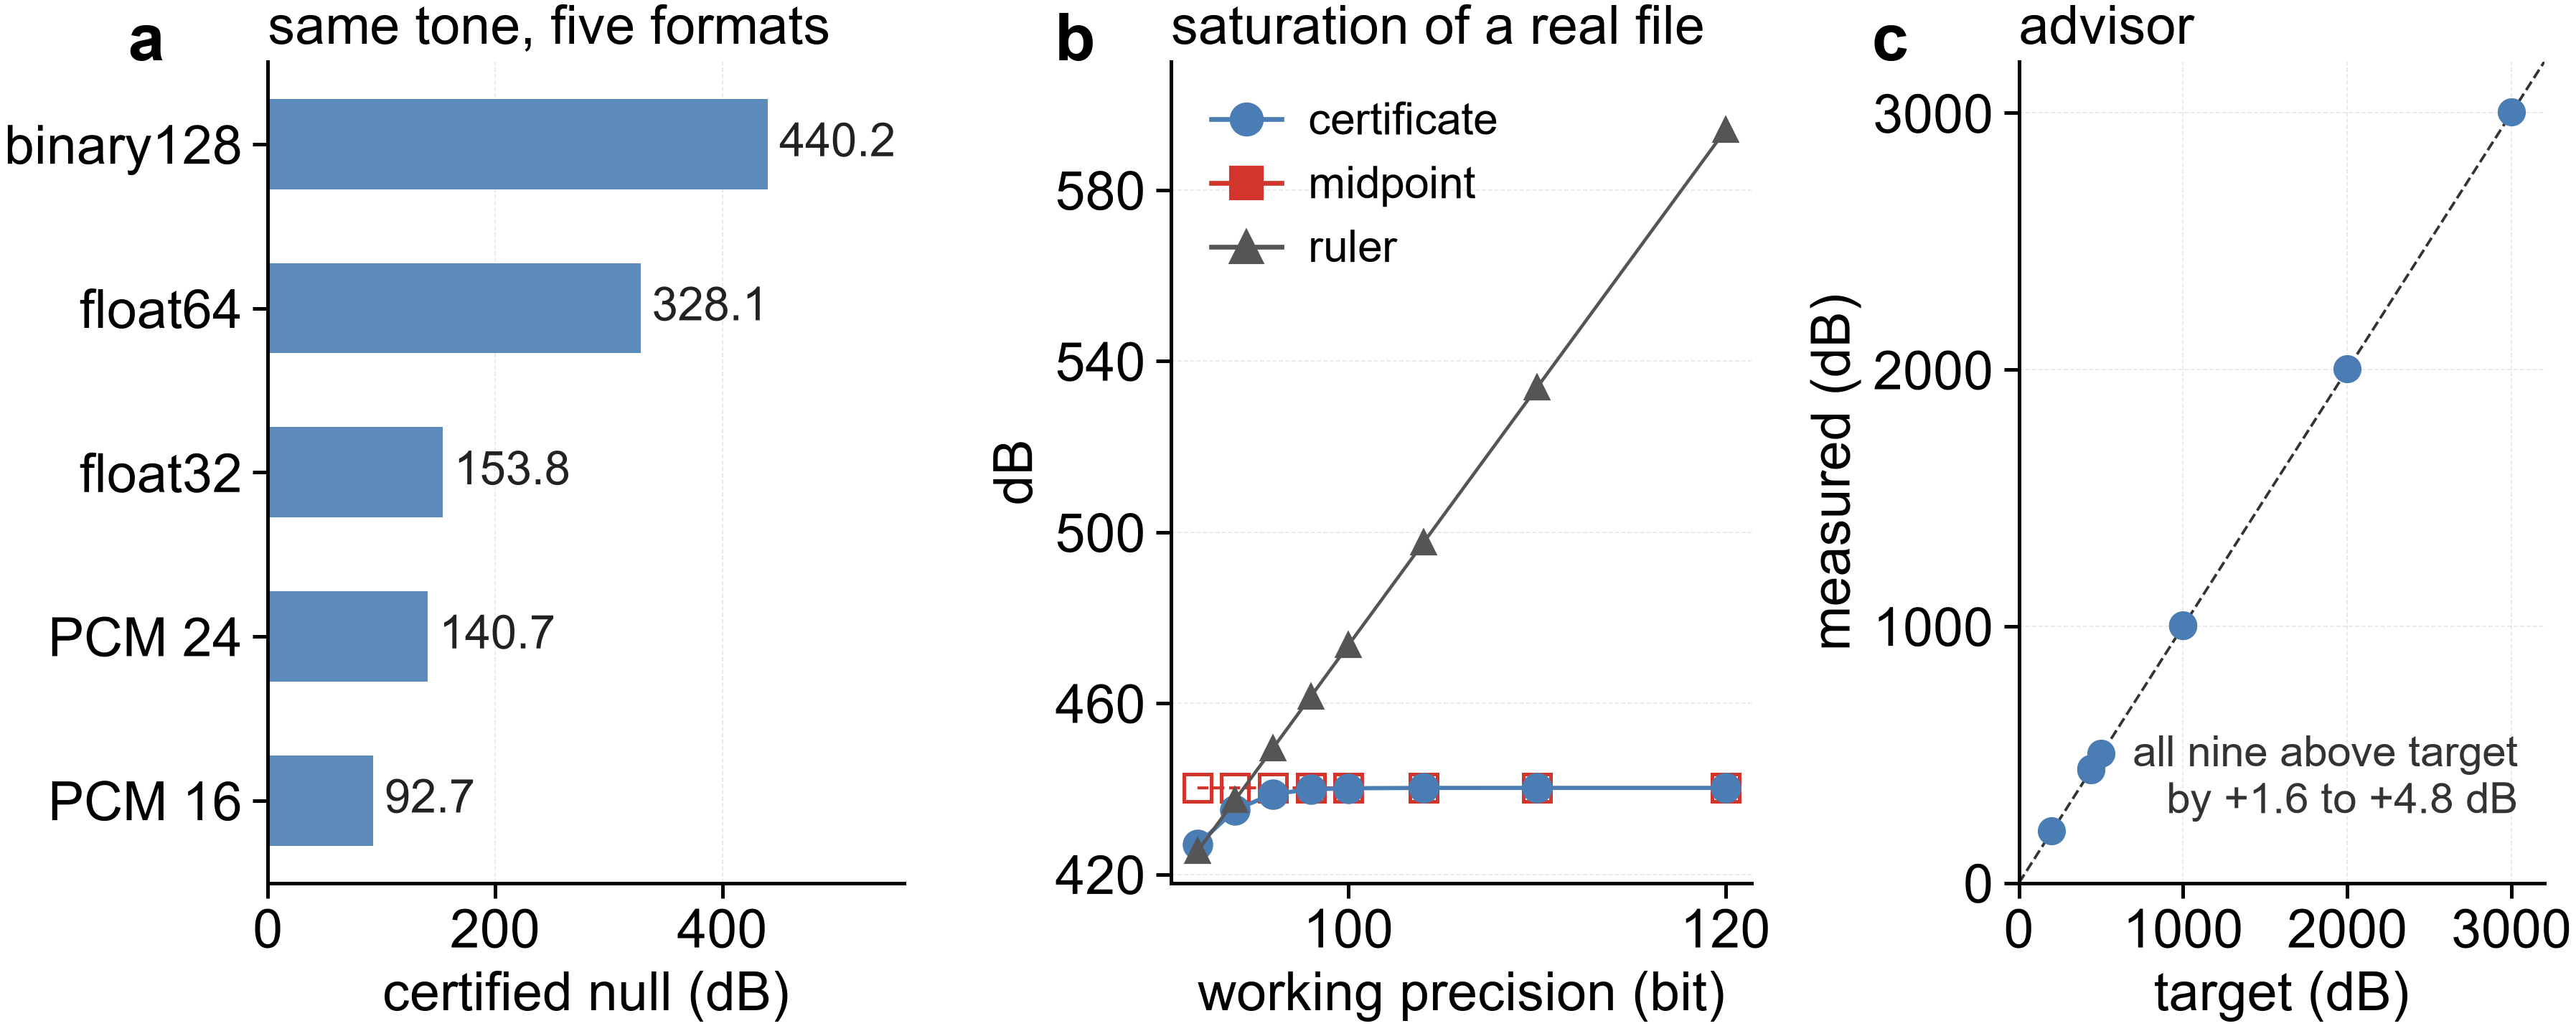 a same tone, five formats
binary128
440.2
float64
328.1
float32
153.8
PCM 24
140.7
PCM 16
92.7
0 200 400
certified null (dB)
b saturation of a real file
certificate
midpoint
ruler
dB
580
540
500
460
420
100 120
working precision (bit)
c advisor
measured (dB)
3000
2000
1000
0
all nine above target
by +1.6 to +4.8 dB
0 1000 2000 3000
target (dB)